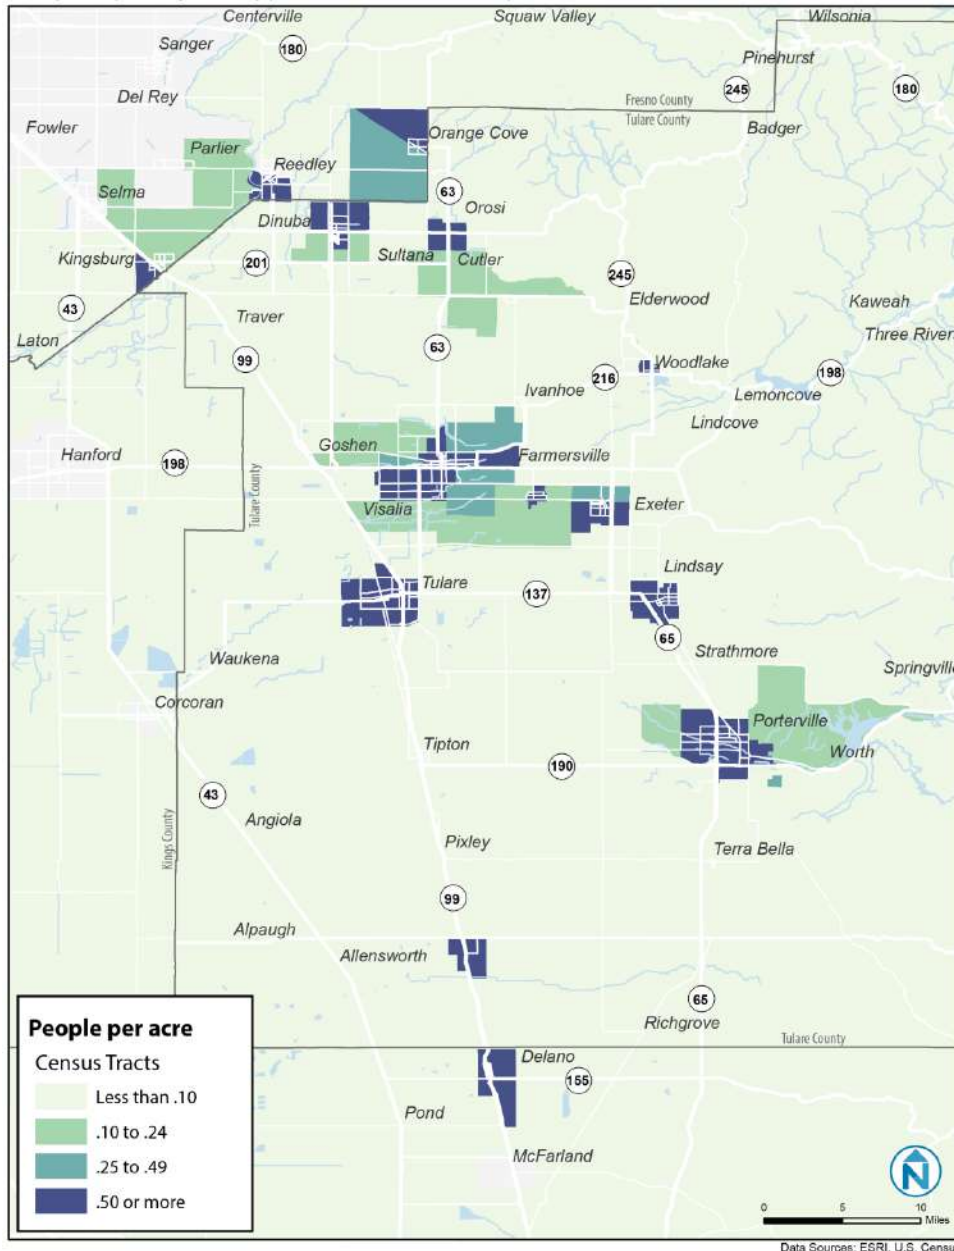 Centerville
Squaw Valley
Wilsonia
Sanger
180
Pinehurst
Del Rey
245
180
Fresno County
Tulare County
Fowler
Orange Cove
Badger
Parlier
Reedley
Selma
63
Orosi
Dinuba
Kingsburg
201
Sultana
Cutler
245
43
Elderwood
Kaweah
Traver
Three Rivers
Laton
99
63
Woodlake
216
198
Ivanhoe
Lemoncove
Lindcove
Goshen
Hanford
198
Farmersville
Tulare County
Visalia
Exeter
Lindsay
Tulare
137
65
Strathmore
Waukena
Springville
Corcoran
Porterville
Tipton
Worth
190
43
Angiola
Kings County
Pixley
Terra Bella
99
Alpaugh
Allensworth
65
Richgrove
Tulare County
People per acre
Census Tracts
Less than .10
.10 to .24
.25 to .49
.50 or more
Delano
155
Pond
McFarland
N
0 5 10
Miles
Data Sources: ESRI, U.S. Census